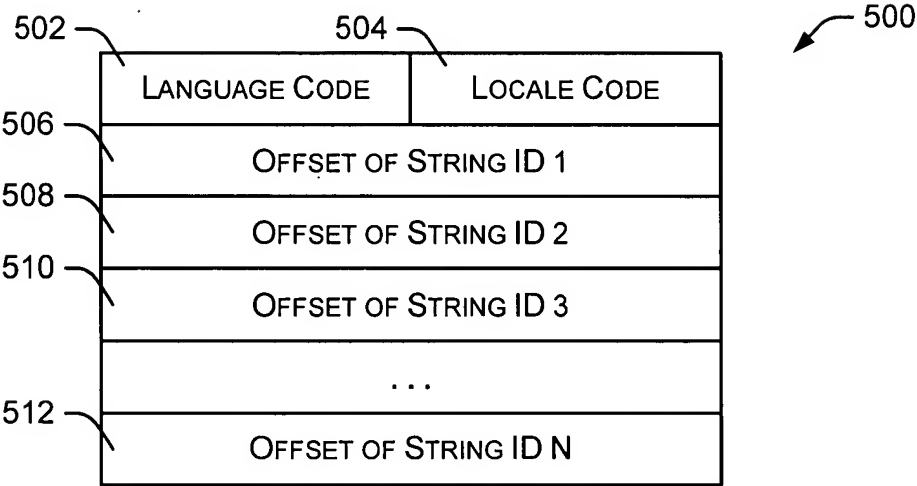 500
502 504
LANGUAGE CODE LOCALE CODE
506
OFFSET OF STRING ID 1
508
OFFSET OF STRING ID 2
510
OFFSET OF STRING ID 3
...
512
OFFSET OF STRING ID N